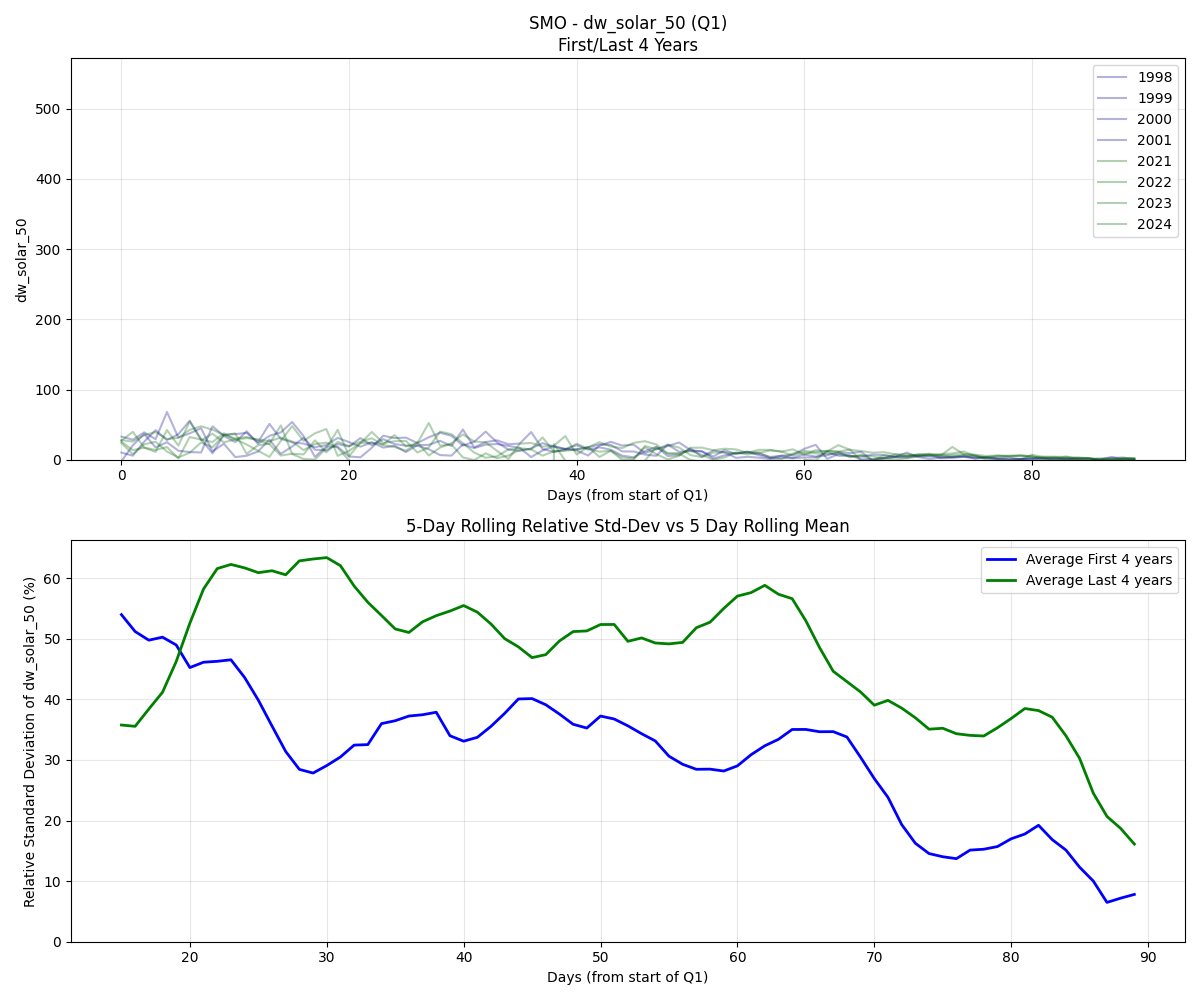 SMO - dw_solar_50 (Q1)
First/Last 4 Years
dw_solar_50
500
400
300
200
100
0
1998
1999
2000
2001
2021
2022
2023
2024
0 20 40 60 80
Days (from start of Q1)
5-Day Rolling Relative Std-Dev vs 5 Day Rolling Mean
Relative Standard Deviation of dw_solar_50 (%)
60
50
40
30
20
10
0
Average First 4 years
Average Last 4 years
20 30 40 50 60 70 80 90
Days (from start of Q1)